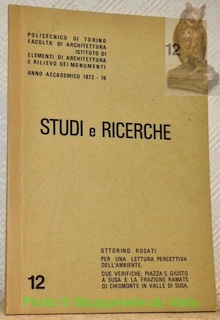 POLITECNICO DI TORINO
FACOLTA' DI ARCHITETTURA
ISTITUTO DI
ELEMENTI DI ARCHITETTURA
E RILIEVO DEI MONUMENTI
ANNO ACCADEMICO 1973-74
12
STUDI e RICERCHE
OTTORINO ROSATI
PER UNA LETTURA PERCETTIVA
DELL'AMBIENTE.
DUE VERIFICHE: PIAZZA S. GIUSTO
A SUSA E LA FRAZIONE RAMATS
DI CHIOMONTE IN VALLE DI SUSA.
12